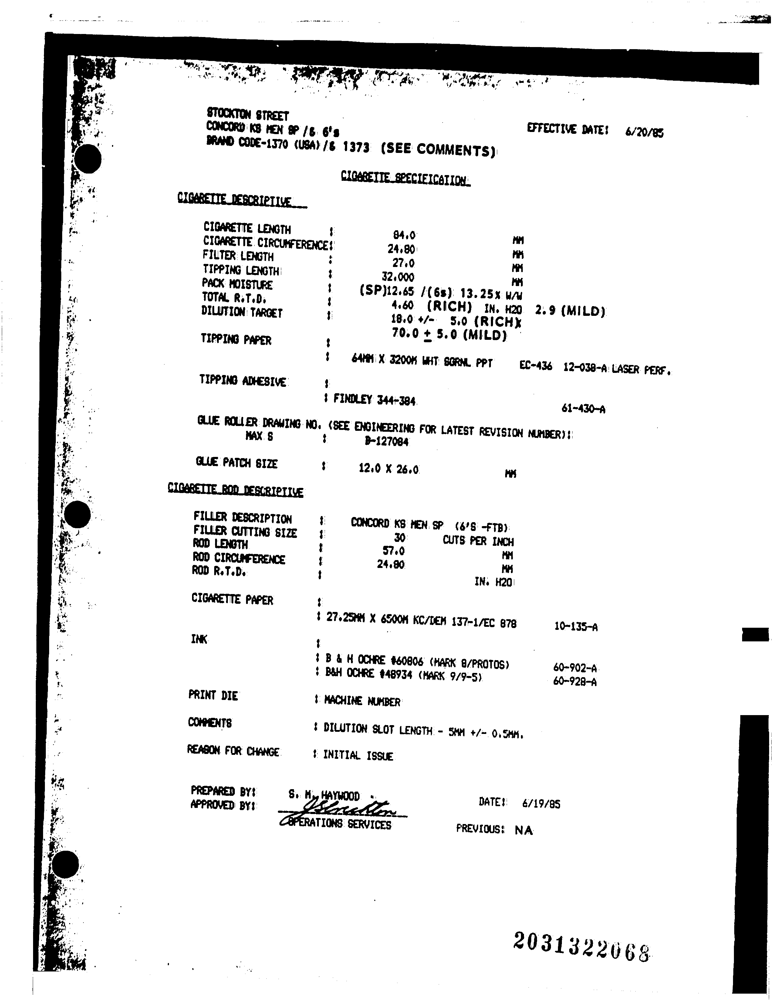 STOCKTON STREET
CONCORD KS MEN SP /& 6's
EFFECTIVE DATE: 6/20/85
BRAND CODE-1370 (USA) /& 1373 (SEE COMMENTS)
CIGARETTE SPECIFICATION
CIGARETTE DESCRIPTIVE
CIGARETTE LENGTH : 84.0 MM
CIGARETTE CIRCUMFERENCE: 24.80 MM
FILTER LENGTH : 27.0 MM
TIPPING LENGTH : 32.000 MM
PACK MOISTURE : (SP)12.65 /(6s) 13.25% W/W
TOTAL R.T.D. : 4.60 (RICH) IN. H2O 2.9 (MILD)
DILUTION TARGET : 18.0 +/- 5.0 (RICH)%
70.0 ± 5.0 (MILD)
TIPPING PAPER :
: 64MM X 3200M WHT SGRNL PPT EC-436 12-038-A LASER PERF.
TIPPING ADHESIVE :
: FINDLEY 344-384 61-430-A
GLUE ROLLER DRAWING NO. (SEE ENGINEERING FOR LATEST REVISION NUMBER):
MAX S : D-127084
GLUE PATCH SIZE : 12.0 X 26.0 MM
CIGARETTE ROD DESCRIPTIVE
FILLER DESCRIPTION : CONCORD KS MEN SP (6'S -FTB)
FILLER CUTTING SIZE : 30 CUTS PER INCH
ROD LENGTH : 57.0 MM
ROD CIRCUMFERENCE : 24.80 MM
ROD R.T.D. : IN. H2O
CIGARETTE PAPER :
: 27.25MM X 6500M KC/DEM 137-1/EC 878 10-135-A
INK :
: B & H OCHRE #60806 (MARK 8/PROTOS) 60-902-A
: B&H OCHRE #48934 (MARK 9/9-5) 60-928-A
PRINT DIE : MACHINE NUMBER
COMMENTS : DILUTION SLOT LENGTH - 5MM +/- 0.5MM.
REASON FOR CHANGE : INITIAL ISSUE
PREPARED BY: S. M. HAYWOOD DATE: 6/19/85
APPROVED BY:
OPERATIONS SERVICES PREVIOUS: NA
2031322068